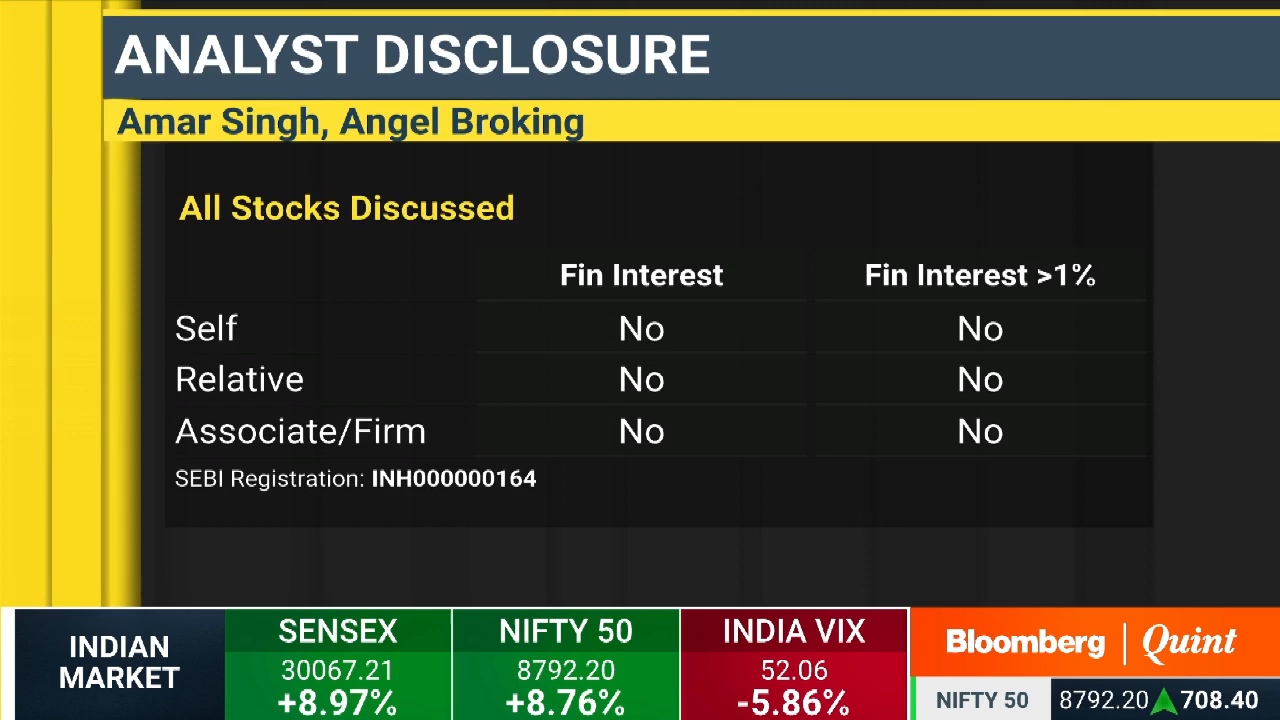 ANALYST DISCLOSURE
Amar Singh, Angel Broking
All Stocks Discussed
Fin Interest Fin Interest >1%
Self No No
Relative No No
Associate/Firm No No
SEBI Registration: INH000000164
INDIAN MARKET
SENSEX
30067.21
+8.97%
NIFTY 50
8792.20
+8.76%
INDIA VIX
52.06
-5.86%
Bloomberg | Quint
NIFTY 50 8792.20 708.40